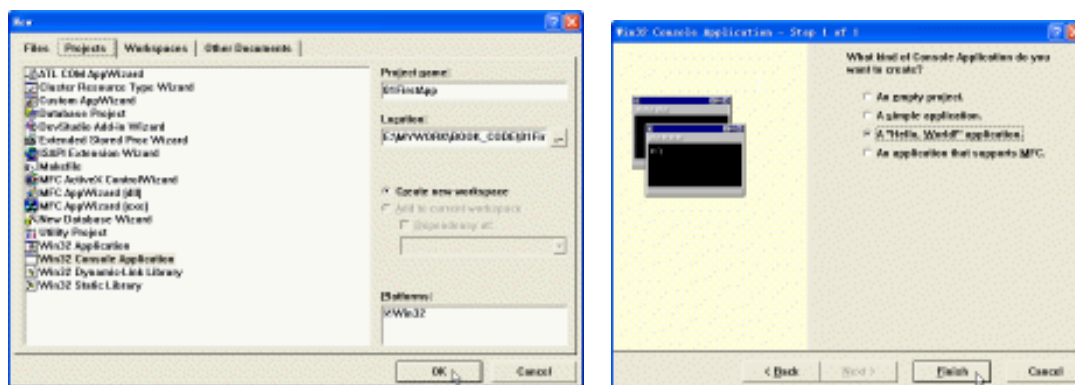 New
Files Projects Workspaces Other Documents
ATL COM AppWizard
Cluster Resource Type Wizard
Custom AppWizard
Database Project
DevStudio Add-in Wizard
Extended Stored Proc Wizard
ISAPI Extension Wizard
Makefile
MFC ActiveX ControlWizard
MFC AppWizard (dll)
MFC AppWizard (exe)
New Database Wizard
Utility Project
Win32 Application
Win32 Console Application
Win32 Dynamic-Link Library
Win32 Static Library
Project name:
01FirstApp
Location:
E:\MYWORK\BOOK_CODE\01Fir
...
Create new workspace
Add to current workspace
Dependency of:
Platforms:
Win32
OK Cancel
Win32 Console Application - Step 1 of 1
What kind of Console Application do you
want to create?
An empty project.
A simple application.
A "Hello, World!" application.
An application that supports MFC.
< Back Next > Finish Cancel